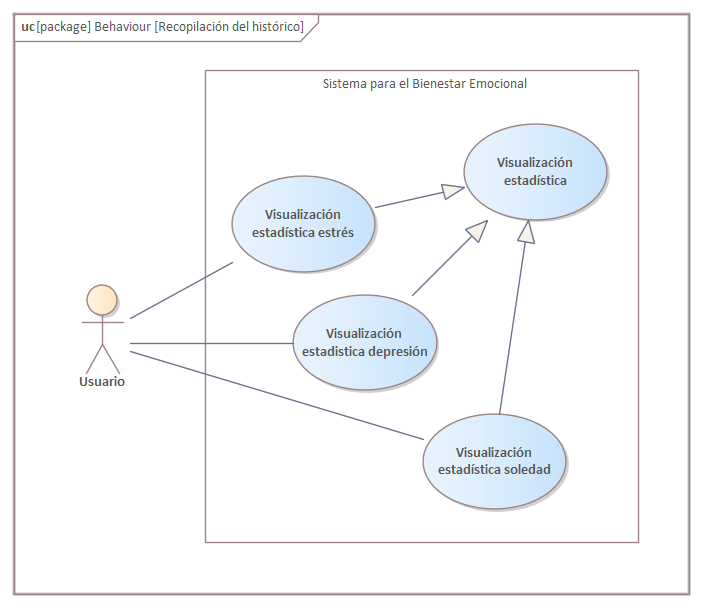 uc[package] Behaviour [Recopilación del histórico]
Sistema para el Bienestar Emocional
Visualización
estadística
Visualización
estadística estrés
Visualización
estadistica depresión
Usuario
Visualización
estadística soledad